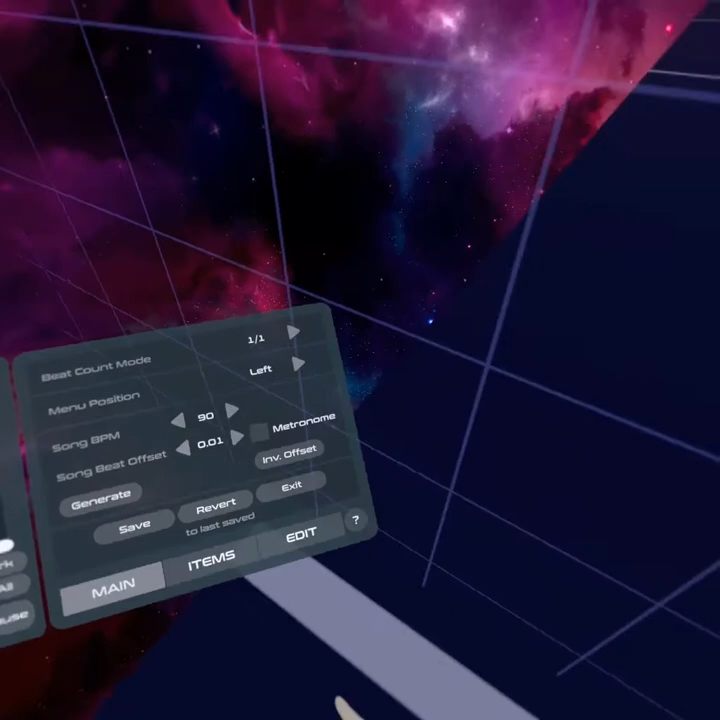 Beat Count Mode 1/1
Menu Position Left
Song BPM 90
Song Beat Offset 0.01 Metronome
Generate Inv. Offset
Save Revert Exit
to last saved
MAIN ITEMS EDIT ?